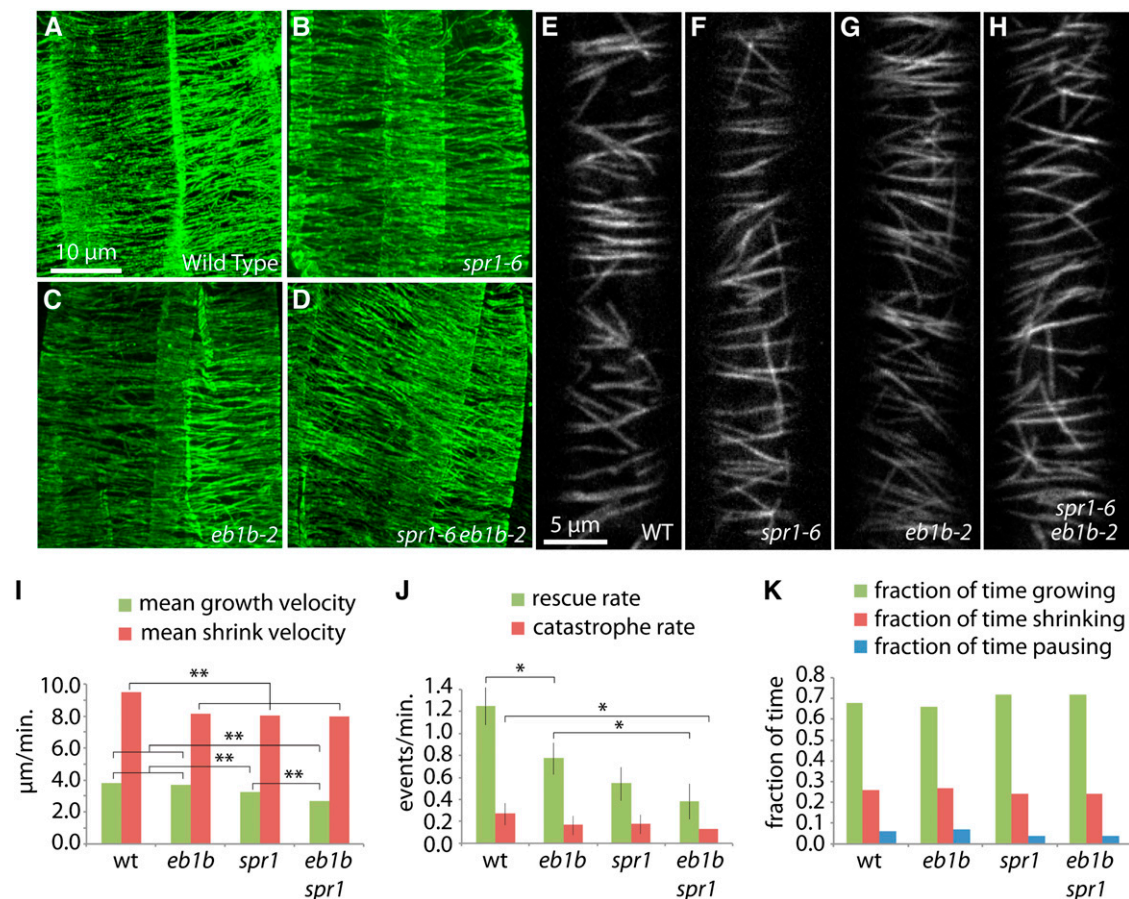 A
10 µm
Wild Type
B
spr1-6
C
eb1b-2
D
spr1-6 eb1b-2
E
5 µm
WT
F
spr1-6
G
eb1b-2
H
spr1-6
eb1b-2
I
mean growth velocity
mean shrink velocity
µm/min.
10.0
8.0
6.0
4.0
2.0
0.0
**
**
**
**
wt
eb1b
spr1
eb1b
spr1
J
rescue rate
catastrophe rate
events/min.
1.4
1.2
1.0
0.8
0.6
0.4
0.2
0.0
*
*
*
wt
eb1b
spr1
eb1b
spr1
K
fraction of time growing
fraction of time shrinking
fraction of time pausing
fraction of time
0.8
0.7
0.6
0.5
0.4
0.3
0.2
0.1
0
wt
eb1b
spr1
eb1b
spr1